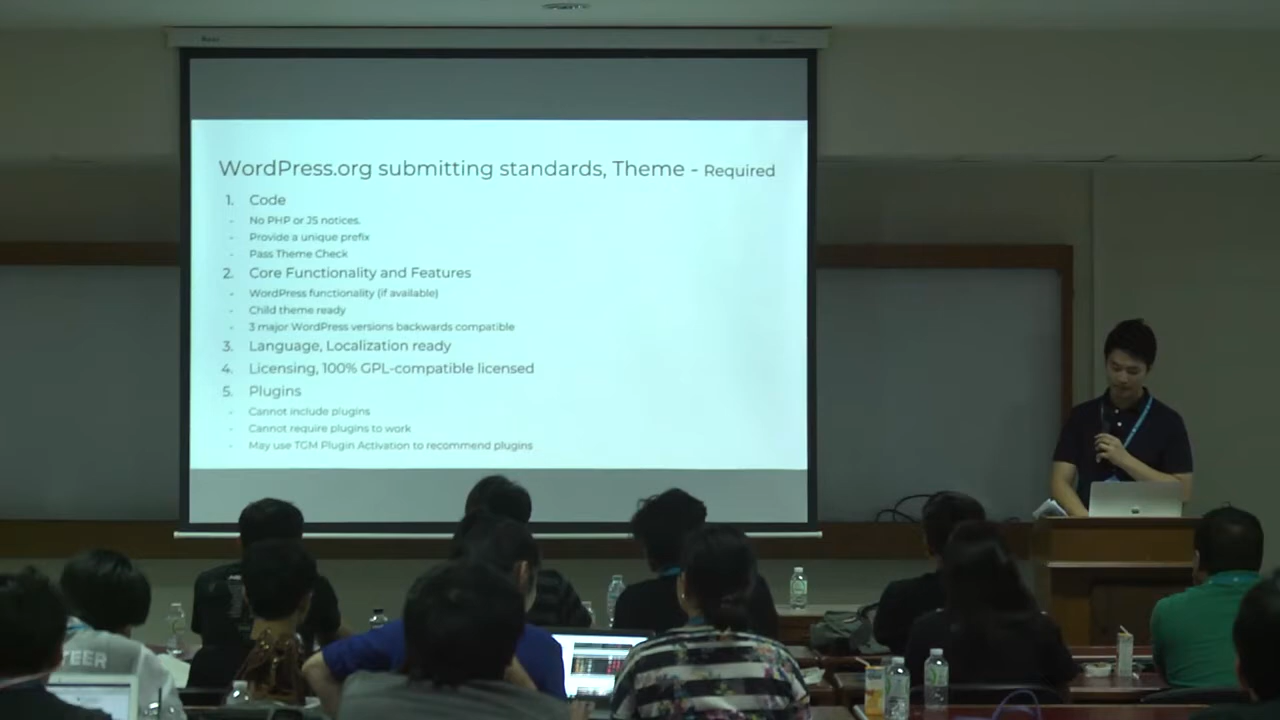 WordPress.org submitting standards, Theme - Required
1. Code
- No PHP or JS notices.
- Provide a unique prefix
- Pass Theme Check
2. Core Functionality and Features
- WordPress functionality (if available)
- Child theme ready
- 3 major WordPress versions backwards compatible
3. Language, Localization ready
4. Licensing, 100% GPL-compatible licensed
5. Plugins
- Cannot include plugins
- Cannot require plugins to work
- May use TGM Plugin Activation to recommend plugins
TEER